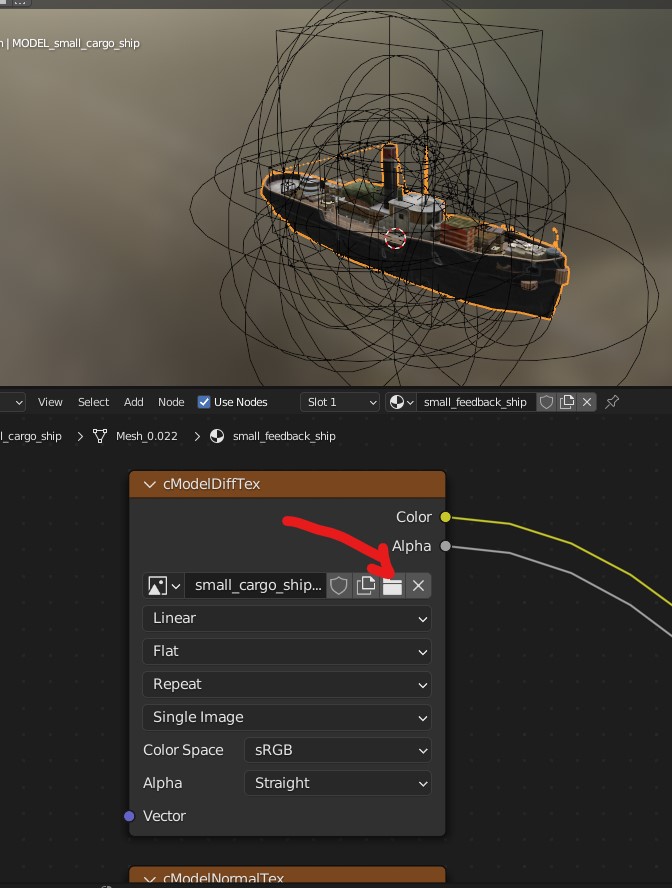 | MODEL_small_cargo_ship
View Select Add Node Use Nodes Slot 1 small_feedback_ship
l_cargo_ship Mesh_0.022 small_feedback_ship
cModelDiffTex
Color
Alpha
small_cargo_ship...
Linear
Flat
Repeat
Single Image
Color Space sRGB
Alpha Straight
Vector
cModelNormalTex